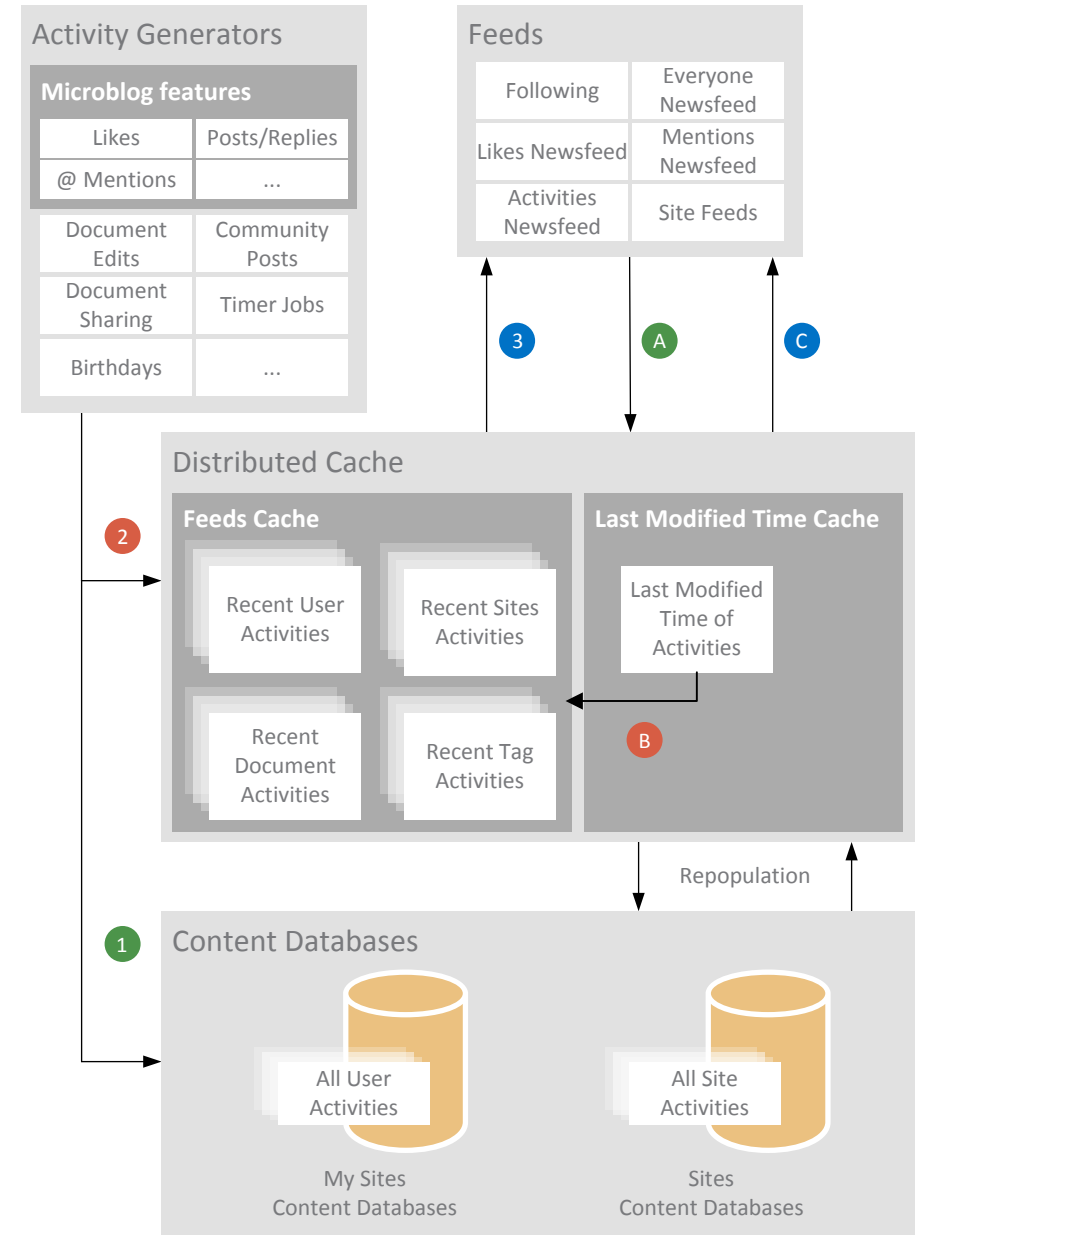 Activity Generators
Microblog features
Likes
Posts/Replies
@ Mentions
...
Document
Edits
Community
Posts
Document
Sharing
Timer Jobs
Birthdays
...
Feeds
Following
Everyone
Newsfeed
Likes Newsfeed
Mentions
Newsfeed
Activities
Newsfeed
Site Feeds
3
A
C
2
Distributed Cache
Feeds Cache
Recent User
Activities
Recent Sites
Activities
Recent
Document
Activities
Recent Tag
Activities
Last Modified Time Cache
Last Modified
Time of
Activities
B
Repopulation
1
Content Databases
All User
Activities
My Sites
Content Databases
All Site
Activities
Sites
Content Databases